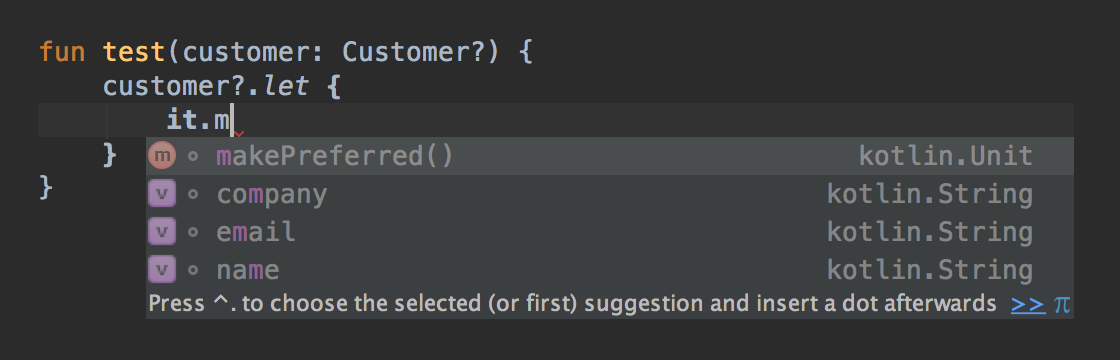 fun test(customer: Customer?) {
customer?.let {
it.m
} m makePreferred() kotlin.Unit
} v company kotlin.String
v email kotlin.String
v name kotlin.String
Press ^. to choose the selected (or first) suggestion and insert a dot afterwards >> π